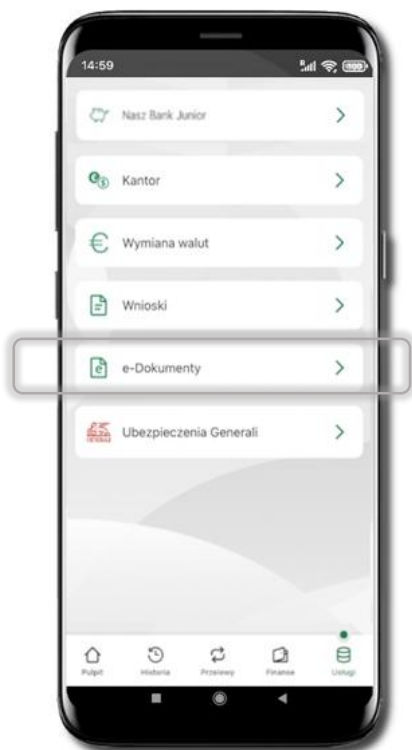 14:59
Nasz Bank Junior
Kantor
Wymiana walut
Wnioski
e-Dokumenty
Ubezpieczenia Generali
Pulpit Historia Przelewy Finanse Usługi